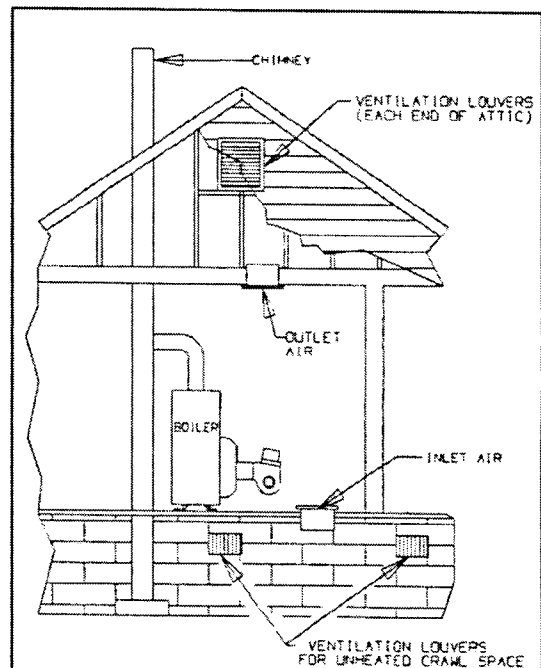 CHIMNEY
VENTILATION LOUVERS
(EACH END OF ATTIC)
OUTLET
AIR
BOILER
INLET AIR
VENTILATION LOUVERS
FOR UNHEATED CRAWL SPACE